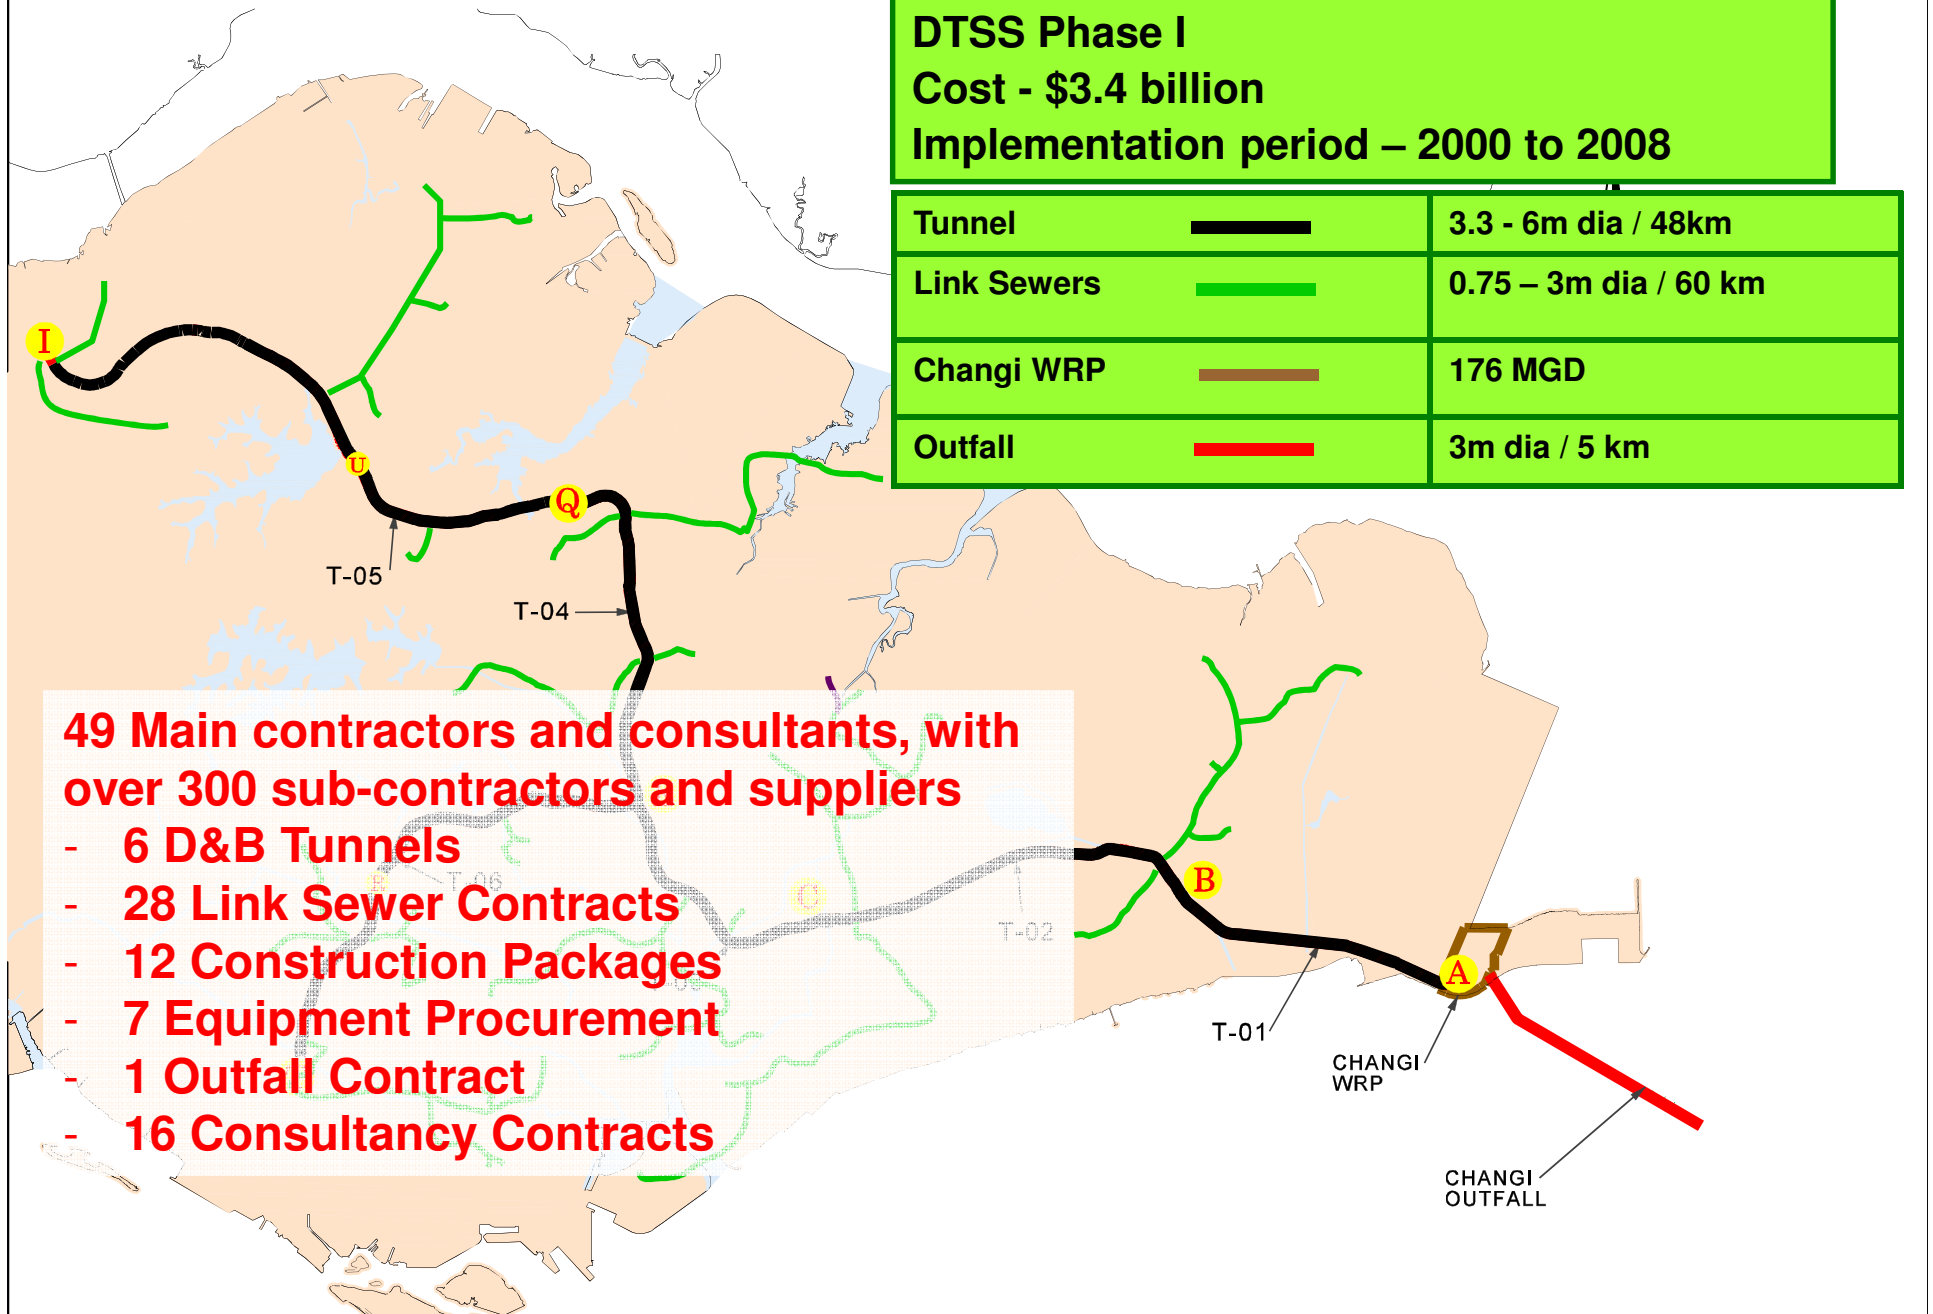 DTSS Phase I
Cost - $3.4 billion
Implementation period – 2000 to 2008
Tunnel 3.3 - 6m dia / 48km
Link Sewers 0.75 – 3m dia / 60 km
Changi WRP 176 MGD
Outfall 3m dia / 5 km
I
U
Q
T-05
T-04
49 Main contractors and consultants, with
over 300 sub-contractors and suppliers
- 6 D&B Tunnels
- 28 Link Sewer Contracts
- 12 Construction Packages
- 7 Equipment Procurement
- 1 Outfall Contract
- 16 Consultancy Contracts
T-06
T-02
B
A
T-01
CHANGI
WRP
CHANGI
OUTFALL